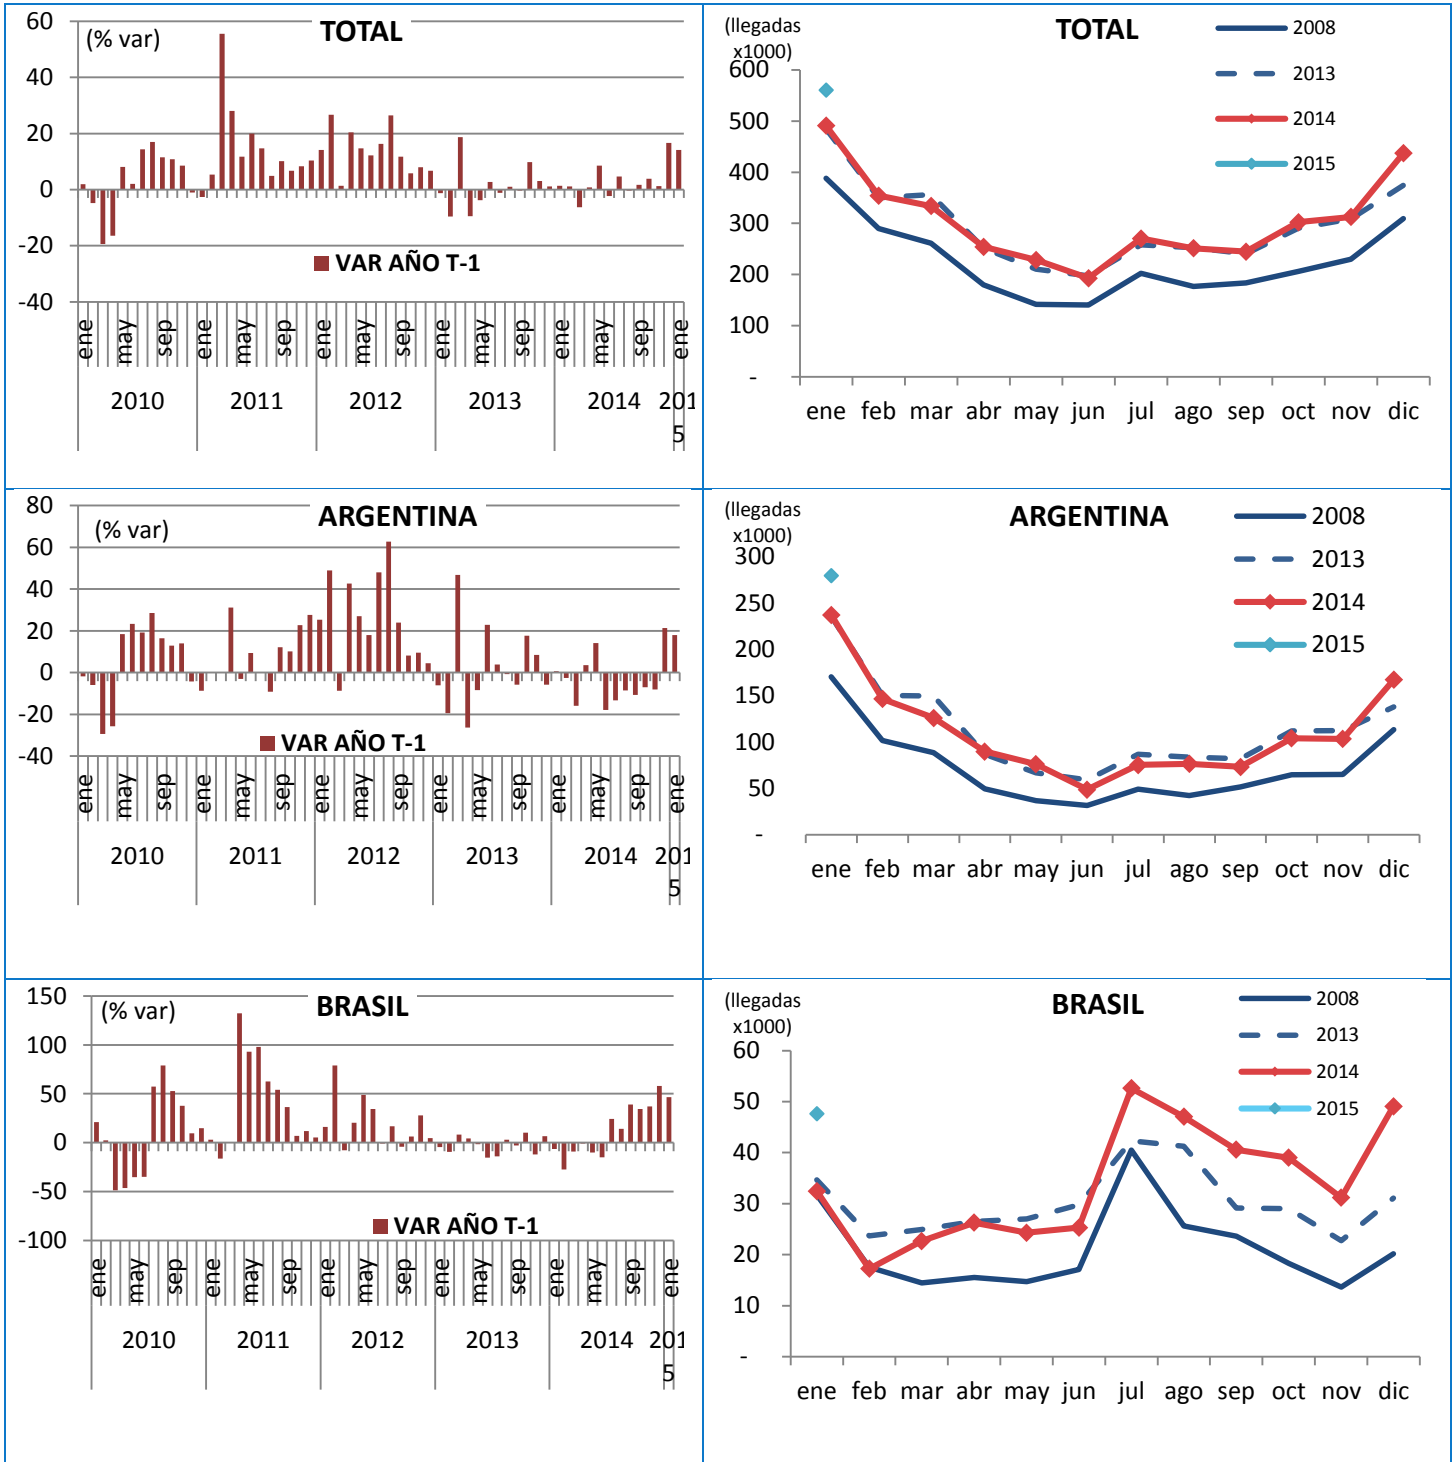 TOTAL
(% var)
60
40
20
0
-20
-40
VAR AÑO T-1
ene may sep ene may sep ene may sep ene may sep ene may sep ene
2010 2011 2012 2013 2014 201
5
TOTAL
(llegadas
x1000)
2008
2013
2014
2015
600
500
400
300
200
100
-
ene feb mar abr may jun jul ago sep oct nov dic
ARGENTINA
(% var)
80
60
40
20
0
-20
-40
VAR AÑO T-1
ene may sep ene may sep ene may sep ene may sep ene may sep ene
2010 2011 2012 2013 2014 201
5
ARGENTINA
(llegadas
x1000)
2008
2013
2014
2015
300
250
200
150
100
50
-
ene feb mar abr may jun jul ago sep oct nov dic
BRASIL
(% var)
150
100
50
0
-50
-100
VAR AÑO T-1
ene may sep ene may sep ene may sep ene may sep ene may sep ene
2010 2011 2012 2013 2014 201
5
BRASIL
(llegadas
x1000)
2008
2013
2014
2015
60
50
40
30
20
10
-
ene feb mar abr may jun jul ago sep oct nov dic